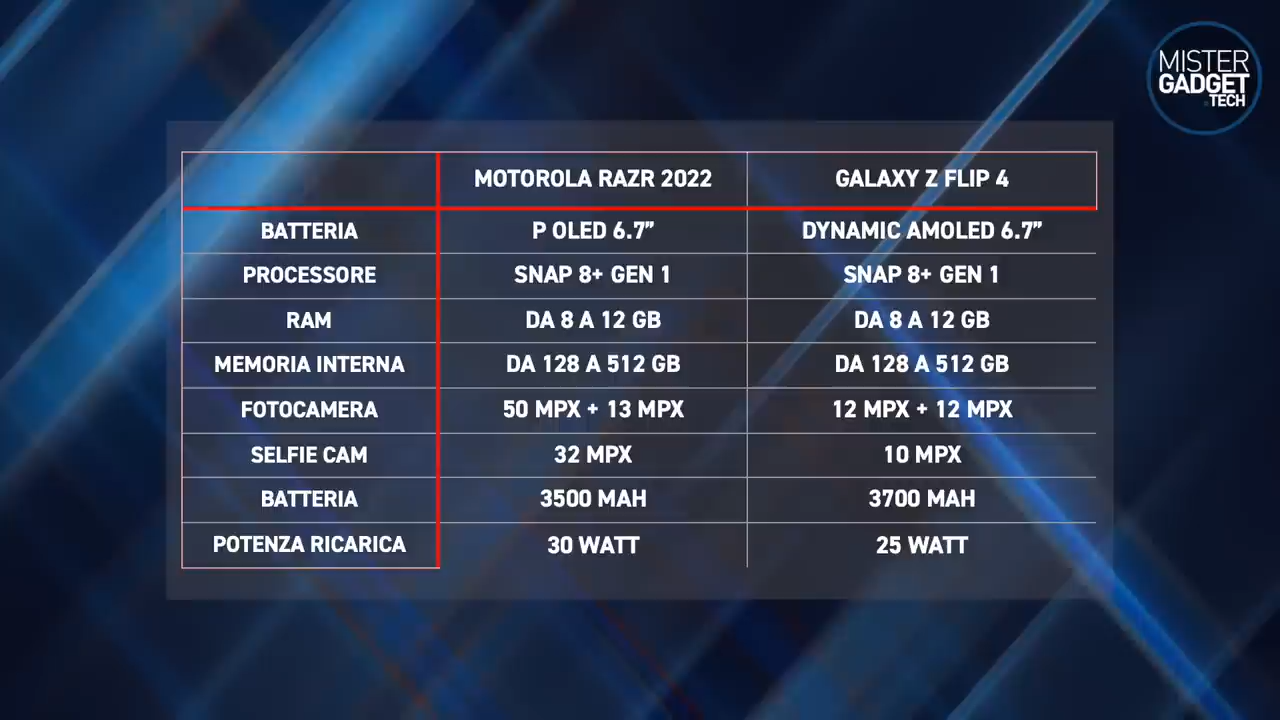 MISTER
GADGET
.TECH
MOTOROLA RAZR 2022 GALAXY Z FLIP 4
BATTERIA P OLED 6.7” DYNAMIC AMOLED 6.7”
PROCESSORE SNAP 8+ GEN 1 SNAP 8+ GEN 1
RAM DA 8 A 12 GB DA 8 A 12 GB
MEMORIA INTERNA DA 128 A 512 GB DA 128 A 512 GB
FOTOCAMERA 50 MPX + 13 MPX 12 MPX + 12 MPX
SELFIE CAM 32 MPX 10 MPX
BATTERIA 3500 MAH 3700 MAH
POTENZA RICARICA 30 WATT 25 WATT